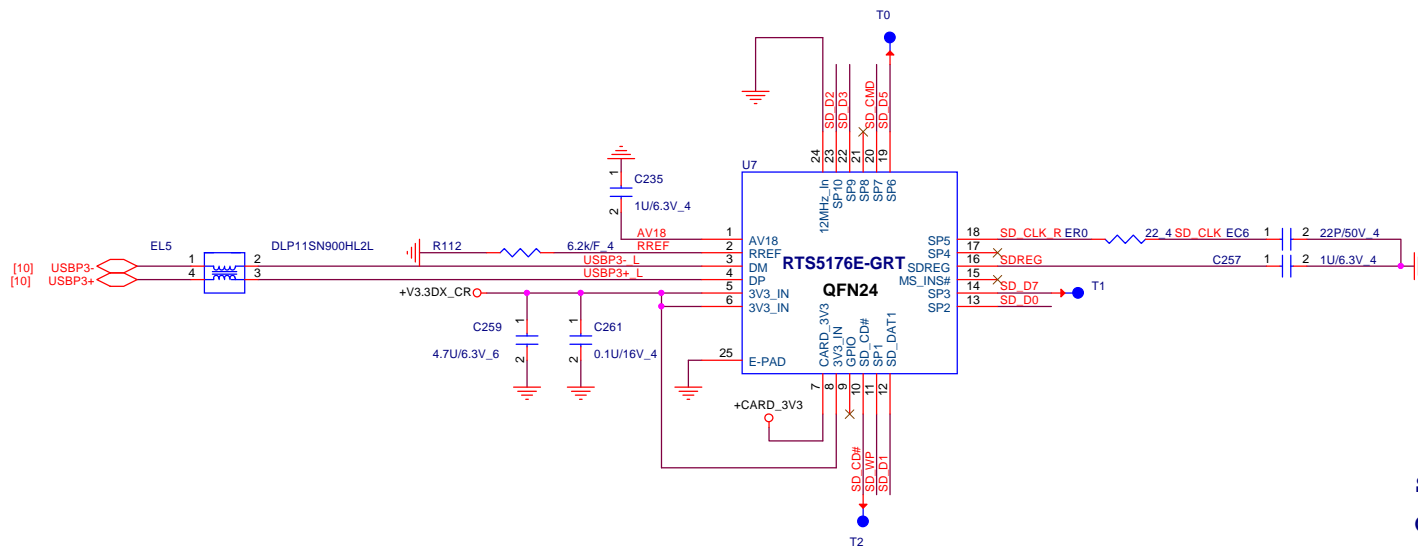 T0
SD_D2
SD_D3
SD_CMD
SD_D5
24
23
22
21
20
19
U7
12MHz_In
SP10
SP9
SP8
SP7
SP6
1
C235
1U/6.3V_4
2
AV18
1
AV18
R112
6.2k/F_4
RREF
2
RREF
EL5
DLP11SN900HL2L
[10]
USBP3-
1
2
USBP3-_L
3
DM
[10]
USBP3+
4
3
USBP3+_L
4
DP
+V3.3DX_CR
5
3V3_IN
6
3V3_IN
RTS5176E-GRT
QFN24
SP5
18
SD_CLK_R
ER0
22_4
SD_CLK
EC6
1
2
22P/50V_4
SP4
17
SDREG
16
SDREG
C257
1
2
1U/6.3V_4
MS_INS#
15
SP3
14
SD_D7
T1
SP2
13
SD_D0
1
C259
4.7U/6.3V_6
2
1
C261
0.1U/16V_4
2
25
E-PAD
CARD_3V3
3V3_IN
GPIO
SD_CD#
SP1
SD_DAT1
7
8
9
10
11
12
+CARD_3V3
SD_CD#
SD_WP
SD_D1
T2